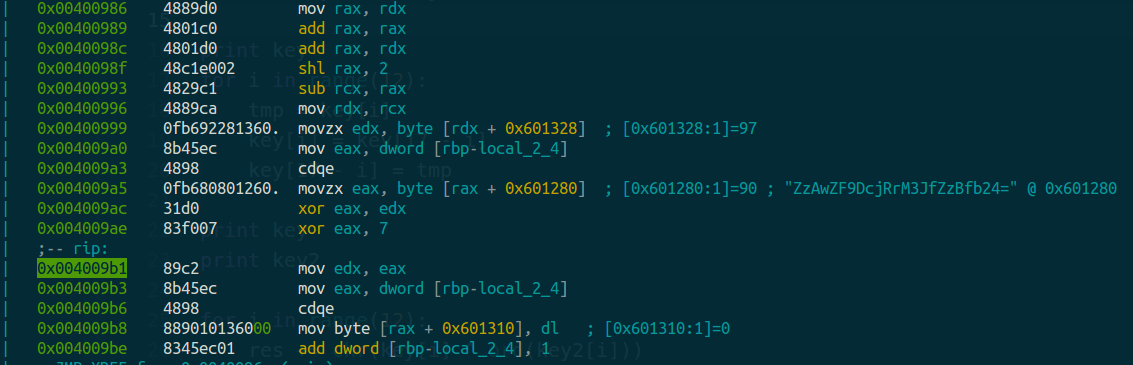 | 0x00400986 4889d0 mov rax, rdx
| 0x00400989 4801c0 add rax, rax
| 0x0040098c 4801d0 add rax, rdx
| 0x0040098f 48c1e002 shl rax, 2
| 0x00400993 4829c1 sub rcx, rax
| 0x00400996 4889ca mov rdx, rcx
| 0x00400999 0fb692281360. movzx edx, byte [rdx + 0x601328] ; [0x601328:1]=97
| 0x004009a0 8b45ec mov eax, dword [rbp-local_2_4]
| 0x004009a3 4898 cdqe
| 0x004009a5 0fb680801260. movzx eax, byte [rax + 0x601280] ; [0x601280:1]=90 ; "ZzAwZF9DcjRrM3JfZzBfb24=" @ 0x601280
| 0x004009ac 31d0 xor eax, edx
| 0x004009ae 83f007 xor eax, 7
| ;-- rip:
| 0x004009b1 89c2 mov edx, eax
| 0x004009b3 8b45ec mov eax, dword [rbp-local_2_4]
| 0x004009b6 4898 cdqe
| 0x004009b8 889010136000 mov byte [rax + 0x601310], dl ; [0x601310:1]=0
| 0x004009be 8345ec01 add dword [rbp-local_2_4], 1